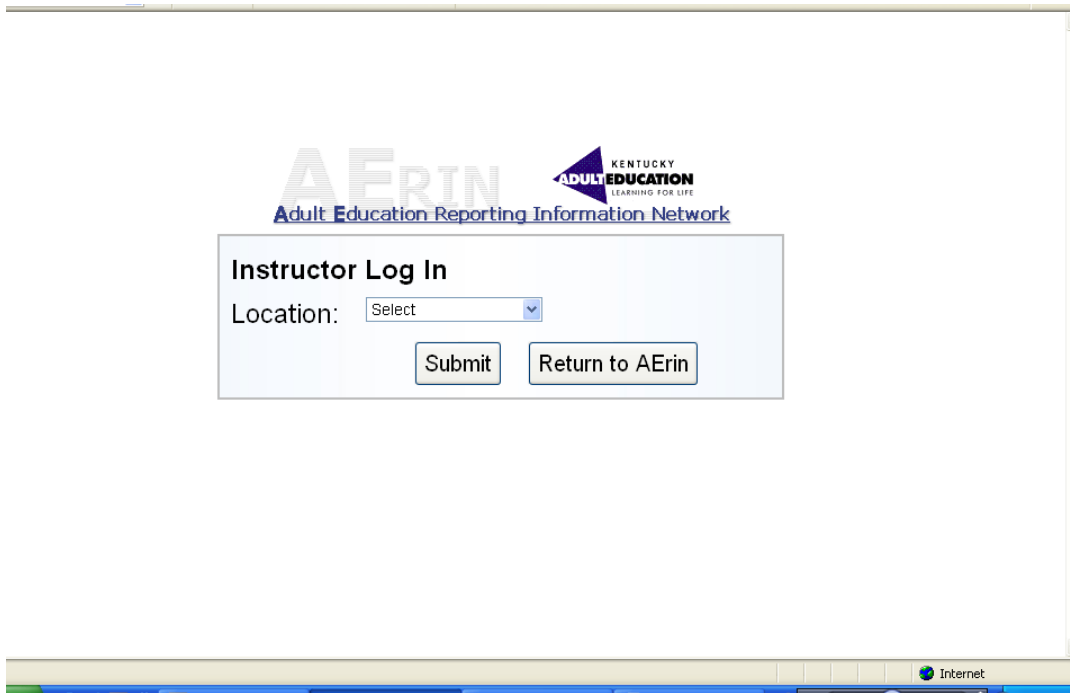 AERIN
KENTUCKY
ADULT EDUCATION
LEARNING FOR LIFE
Adult Education Reporting Information Network
Instructor Log In
Location: Select
Submit Return to AErin
Internet